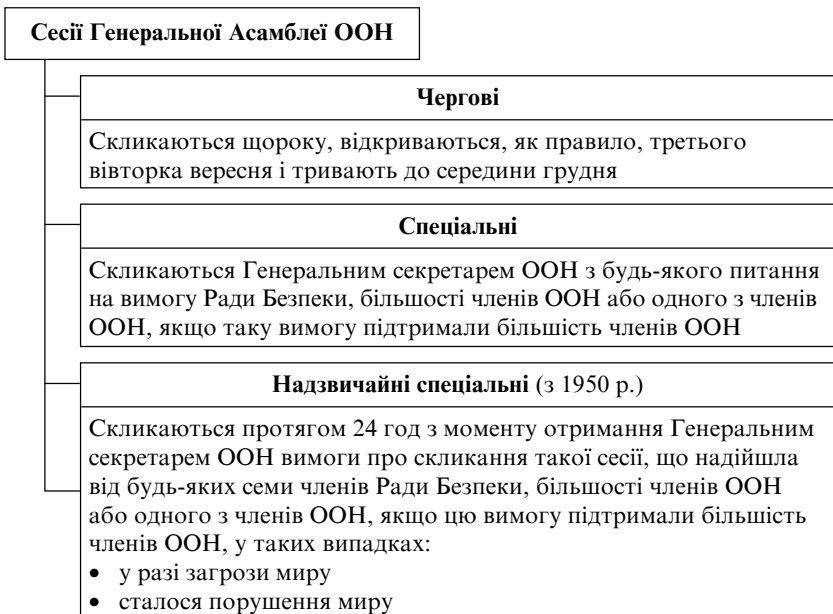 Сесії Генеральної Асамблеї ООН
Чергові
Скликаються щороку, відкриваються, як правило, третього
вівторка вересня і тривають до середини грудня
Спеціальні
Скликаються Генеральним секретарем ООН з будь-якого питання
на вимогу Ради Безпеки, більшості членів ООН або одного з членів
ООН, якщо таку вимогу підтримали більшість членів ООН
Надзвичайні спеціальні (з 1950 р.)
Скликаються протягом 24 год з моменту отримання Генеральним
секретарем ООН вимоги про скликання такої сесії, що надійшла
від будь-яких семи членів Ради Безпеки, більшості членів ООН
або одного з членів ООН, якщо цю вимогу підтримали більшість
членів ООН, у таких випадках:
• у разі загрози миру
• сталося порушення миру